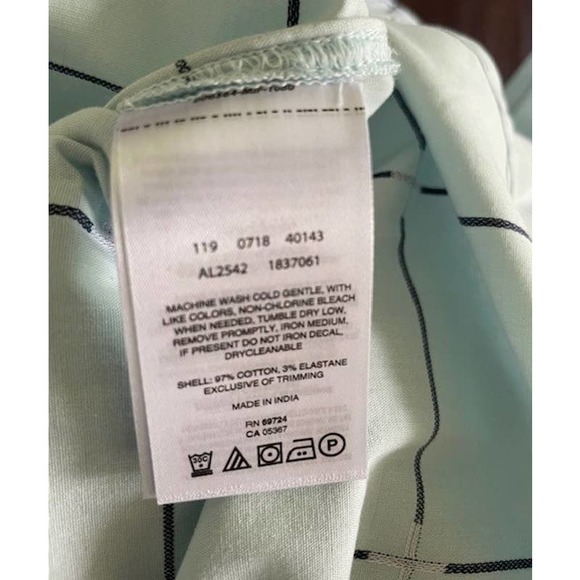 119 0718 40143
AL2542 1837061
MACHINE WASH COLD GENTLE, WITH
LIKE COLORS, NON-CHLORINE BLEACH
WHEN NEEDED, TUMBLE DRY LOW,
REMOVE PROMPTLY, IRON MEDIUM,
IF PRESENT DO NOT IRON DECAL,
DRYCLEANABLE
SHELL: 97% COTTON, 3% ELASTANE
EXCLUSIVE OF TRIMMING
MADE IN INDIA
RN 69724
CA 05367
30C P